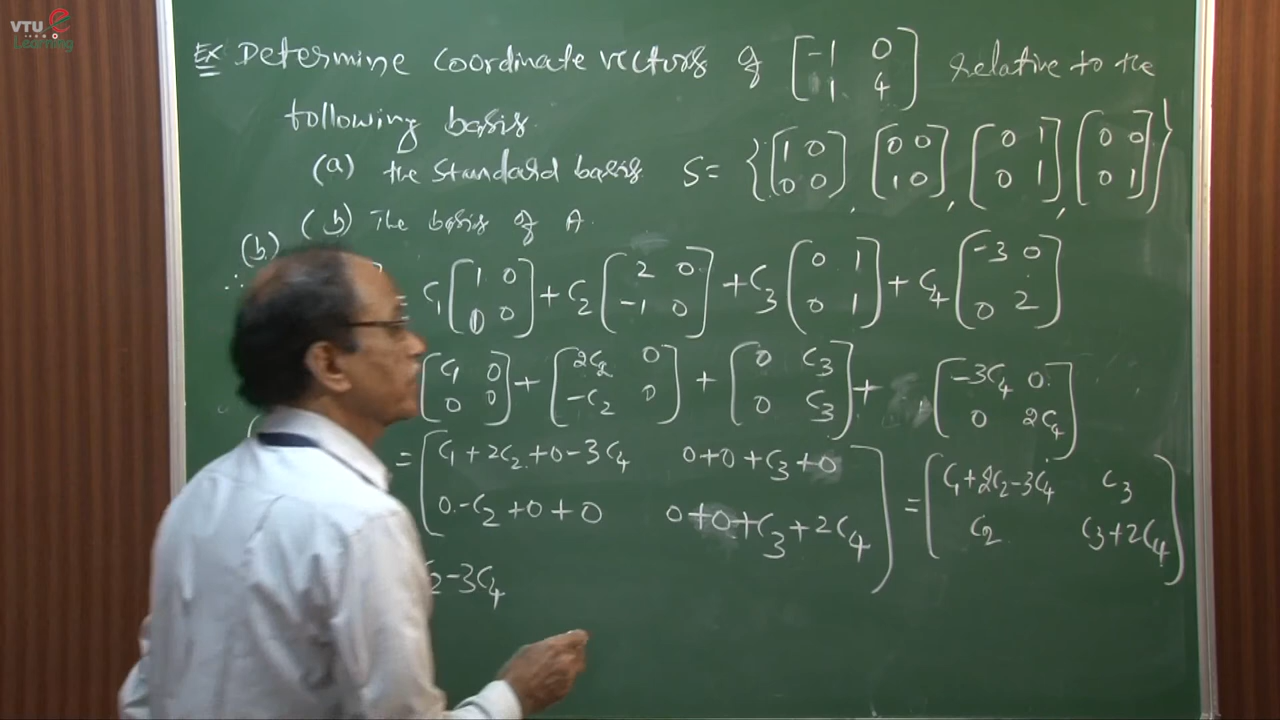 VTU e
Learning
Ex Determine coordinate vectors of [-1 0; 1 4] relative to the
following basis.
(a) the standard basis S = {[1 0; 0 0], [0 0; 1 0], [0 1; 0 1], [0 0; 0 1]}
(b) The basis of A.
(b)
∴ = C1 [1 0; 0 0] + C2 [2 0; -1 0] + C3 [0 1; 0 1] + C4 [-3 0; 0 2]
[C1 0; 0 0] + [2C2 0; -C2 0] + [0 C3; 0 C3] + [-3C4 0; 0 2C4]
= [C1+2C2+0-3C4 0+0+C3+0; 0-C2+0+0 0+0+C3+2C4] = [C1+2C2-3C4 C3; C2 C3+2C4]
2-3C4